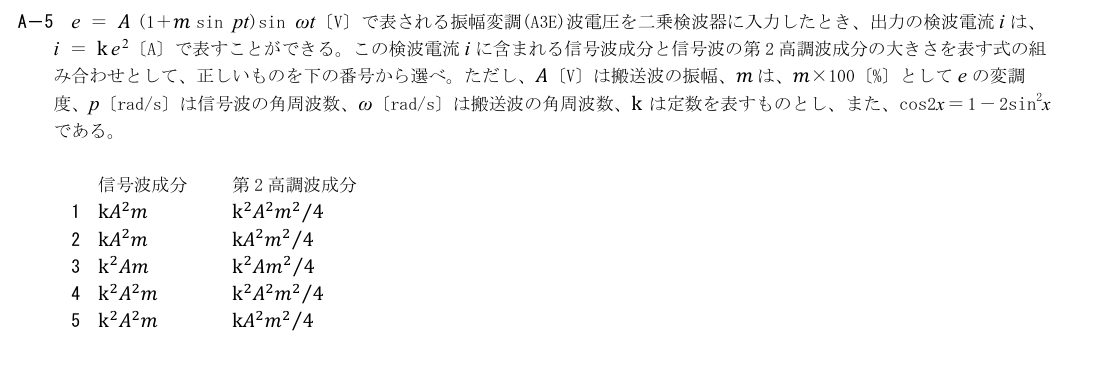 A-5 e = A (1+m sin pt)sin ωt〔V〕で表される振幅変調(A3E)波電圧を二乗検波器に入力したとき、出力の検波電流 i は、
i = ke²〔A〕で表すことができる。この検波電流 i に含まれる信号波成分と信号波の第２高調波成分の大きさを表す式の組
み合わせとして、正しいものを下の番号から選べ。ただし、A〔V〕は搬送波の振幅、m は、m×100〔%〕として e の変調
度、p〔rad/s〕は信号波の角周波数、ω〔rad/s〕は搬送波の角周波数、k は定数を表すものとし、また、cos2x＝1－2sin²x
である。
信号波成分 第２高調波成分
1 kA²m k²A²m²/4
2 kA²m kA²m²/4
3 k²Am k²Am²/4
4 k²A²m k²A²m²/4
5 k²A²m kA²m²/4